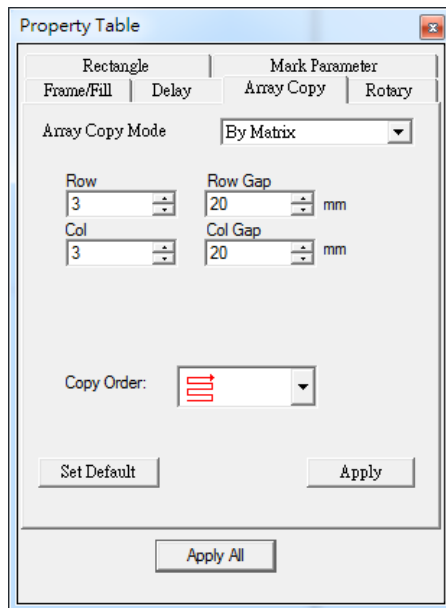 Property Table
Rectangle Mark Parameter
Frame/Fill Delay Array Copy Rotary
Array Copy Mode By Matrix
Row Row Gap
3 20 mm
Col Col Gap
3 20 mm
Copy Order:
Set Default Apply
Apply All